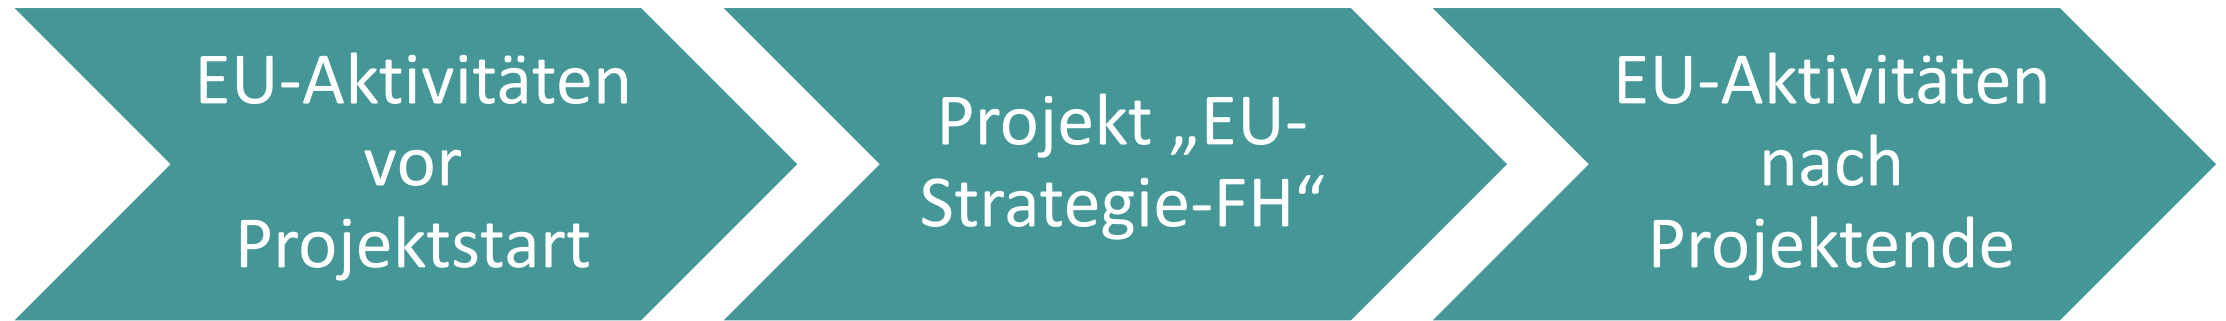 EU-Aktivitäten
vor
Projektstart
Projekt „EU-
Strategie-FH“
EU-Aktivitäten
nach
Projektende